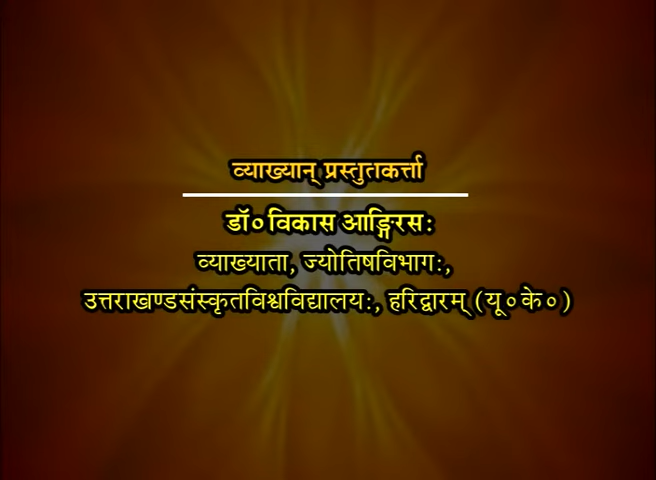 व्याख्यान् प्रस्तुतकर्त्ता
डॉ० विकास आङ्गिरसः
व्याख्याता, ज्योतिषविभागः,
उत्तराखण्डसंस्कृतविश्वविद्यालयः, हरिद्वारम् (यू०के०)